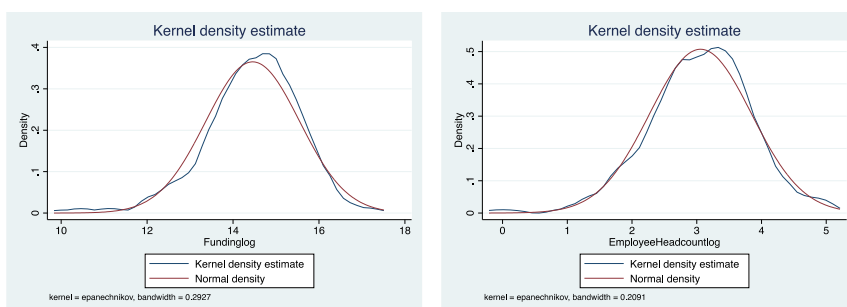 Kernel density estimate
.4
.3
.2
.1
0
Density
10 12 14 16 18
Fundinglog
Kernel density estimate
Normal density
kernel = epanechnikov, bandwidth = 0.2927
Kernel density estimate
.5
.4
.3
.2
.1
0
Density
0 1 2 3 4 5
EmployeeHeadcountlog
Kernel density estimate
Normal density
kernel = epanechnikov, bandwidth = 0.2091